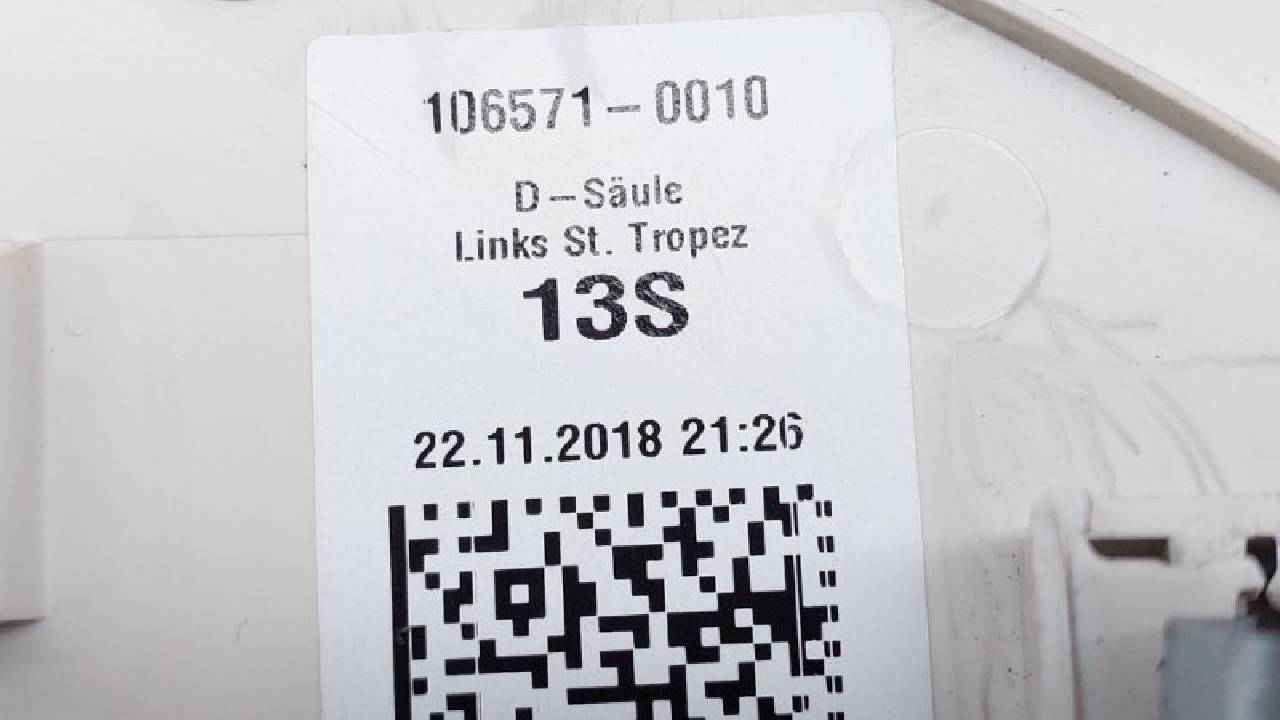 106571-0010
D-Säule
Links St. Tropez
13S
22.11.2018 21:26